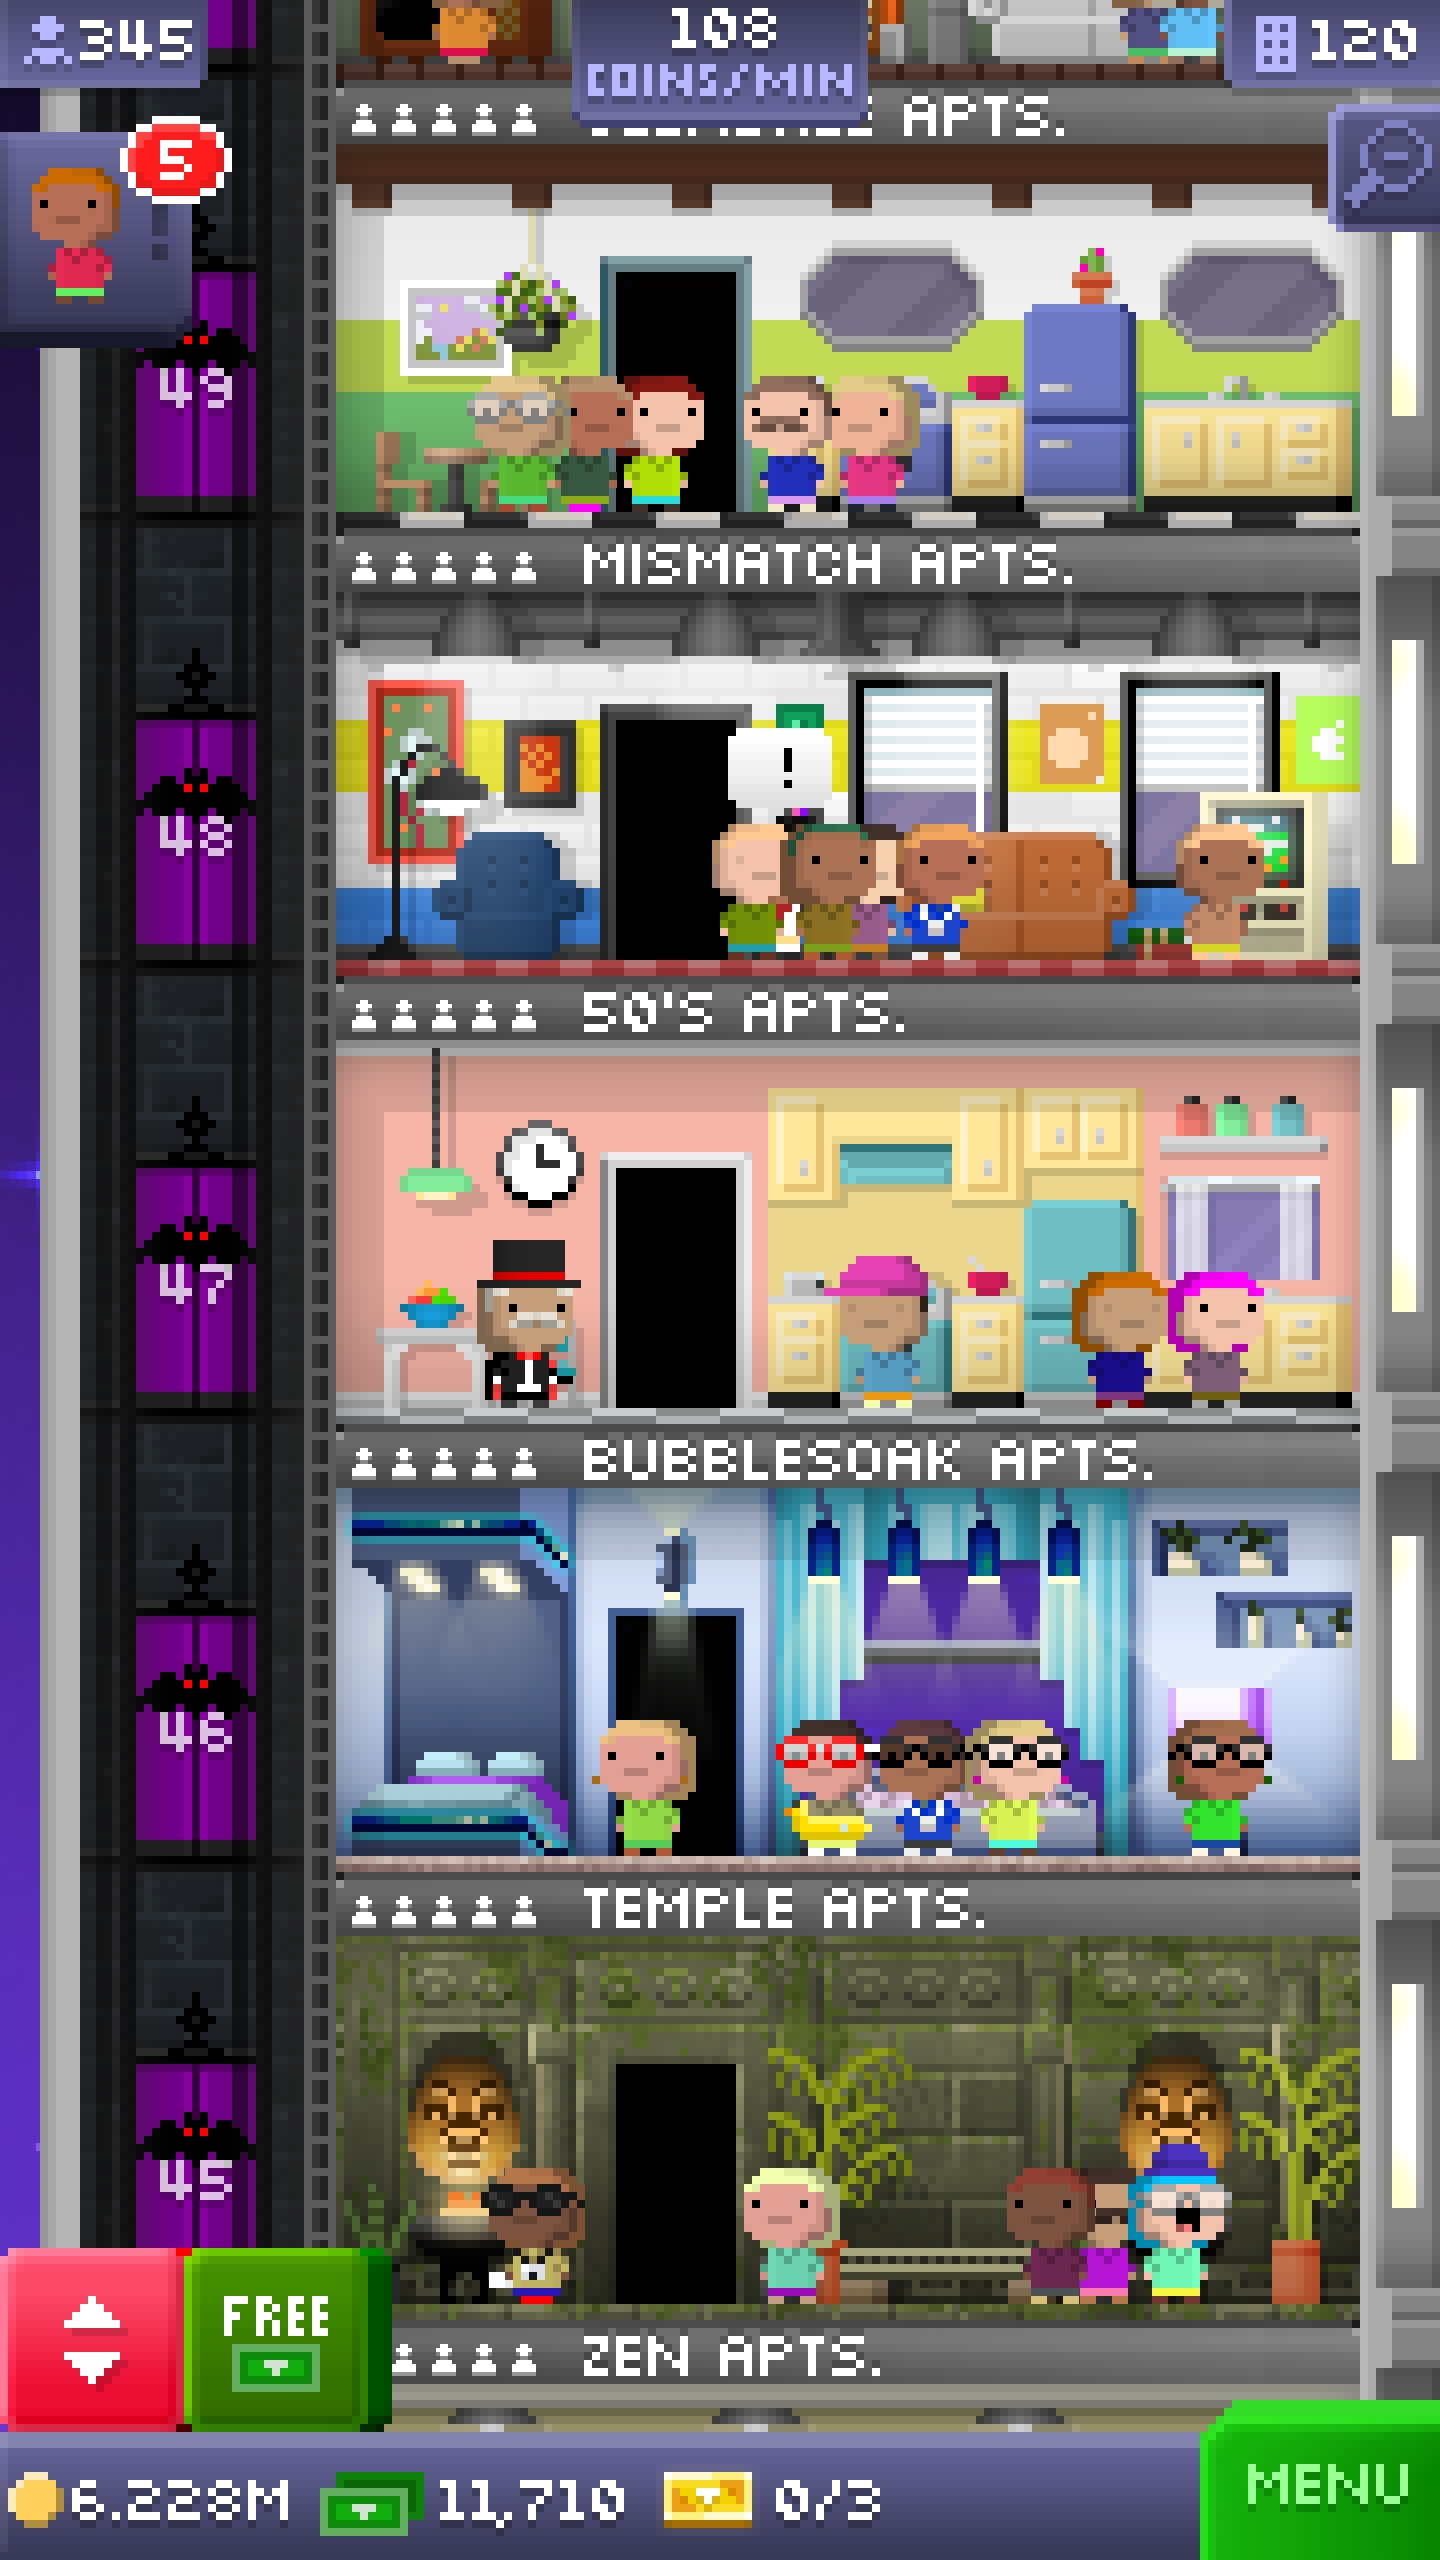 345
108
COINS/MIN
120
5
APTS.
49
MISMATCH APTS.
!
48
50'S APTS.
47
BUBBLESOAK APTS.
46
TEMPLE APTS.
45
FREE
ZEN APTS.
6.228M
11,710
0/3
MENU